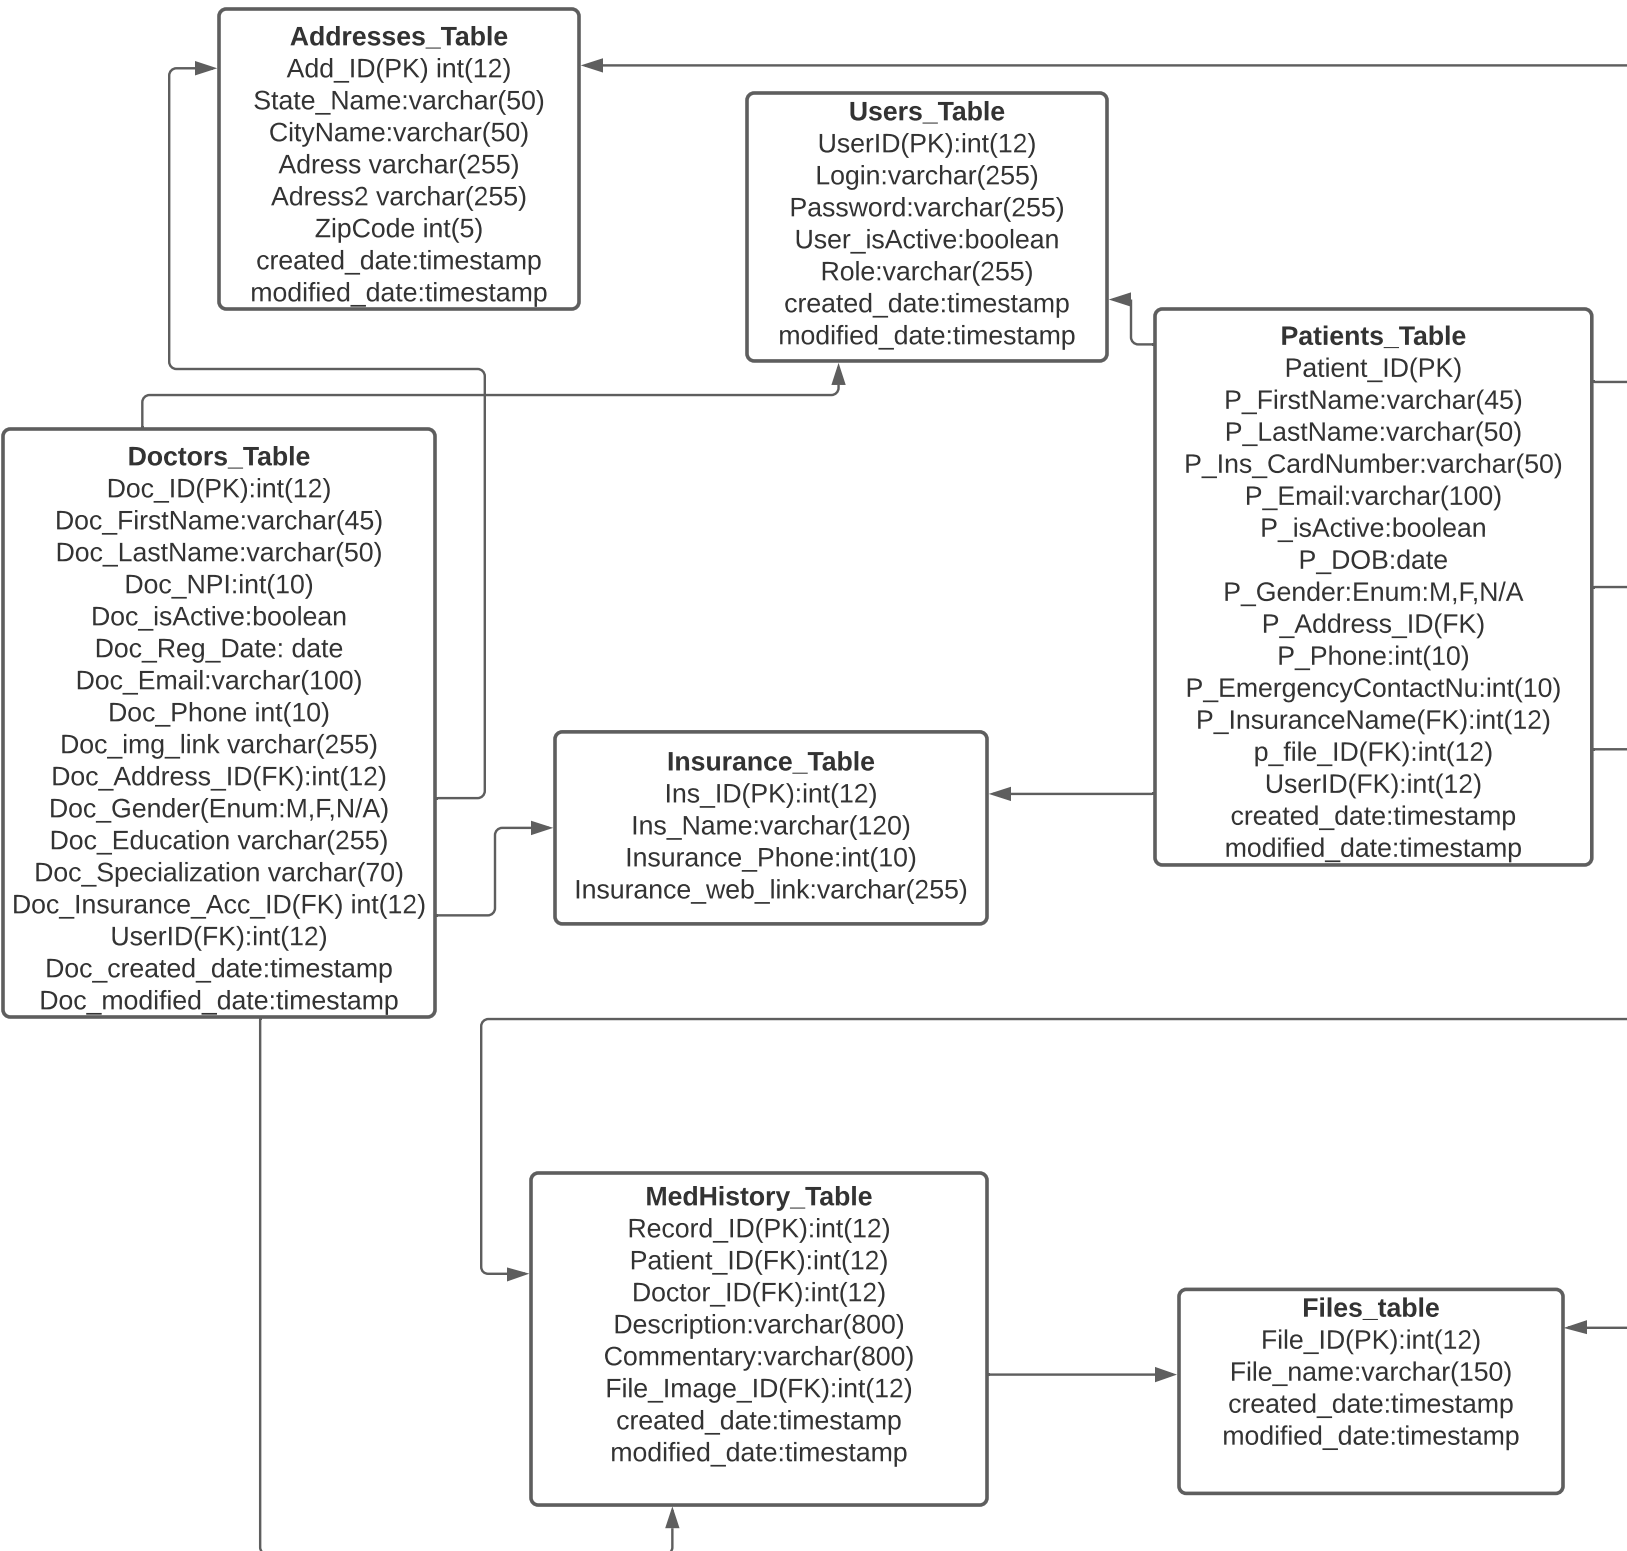 Addresses_Table
Add_ID(PK) int(12)
State_Name:varchar(50)
CityName:varchar(50)
Adress varchar(255)
Adress2 varchar(255)
ZipCode int(5)
created_date:timestamp
modified_date:timestamp
Users_Table
UserID(PK):int(12)
Login:varchar(255)
Password:varchar(255)
User_isActive:boolean
Role:varchar(255)
created_date:timestamp
modified_date:timestamp
Patients_Table
Patient_ID(PK)
P_FirstName:varchar(45)
P_LastName:varchar(50)
P_Ins_CardNumber:varchar(50)
P_Email:varchar(100)
P_isActive:boolean
P_DOB:date
P_Gender:Enum:M,F,N/A
P_Address_ID(FK)
P_Phone:int(10)
P_EmergencyContactNu:int(10)
P_InsuranceName(FK):int(12)
p_file_ID(FK):int(12)
UserID(FK):int(12)
created_date:timestamp
modified_date:timestamp
Doctors_Table
Doc_ID(PK):int(12)
Doc_FirstName:varchar(45)
Doc_LastName:varchar(50)
Doc_NPI:int(10)
Doc_isActive:boolean
Doc_Reg_Date: date
Doc_Email:varchar(100)
Doc_Phone int(10)
Doc_img_link varchar(255)
Doc_Address_ID(FK):int(12)
Doc_Gender(Enum:M,F,N/A)
Doc_Education varchar(255)
Doc_Specialization varchar(70)
Doc_Insurance_Acc_ID(FK) int(12)
UserID(FK):int(12)
Doc_created_date:timestamp
Doc_modified_date:timestamp
Insurance_Table
Ins_ID(PK):int(12)
Ins_Name:varchar(120)
Insurance_Phone:int(10)
Insurance_web_link:varchar(255)
MedHistory_Table
Record_ID(PK):int(12)
Patient_ID(FK):int(12)
Doctor_ID(FK):int(12)
Description:varchar(800)
Commentary:varchar(800)
File_Image_ID(FK):int(12)
created_date:timestamp
modified_date:timestamp
Files_table
File_ID(PK):int(12)
File_name:varchar(150)
created_date:timestamp
modified_date:timestamp